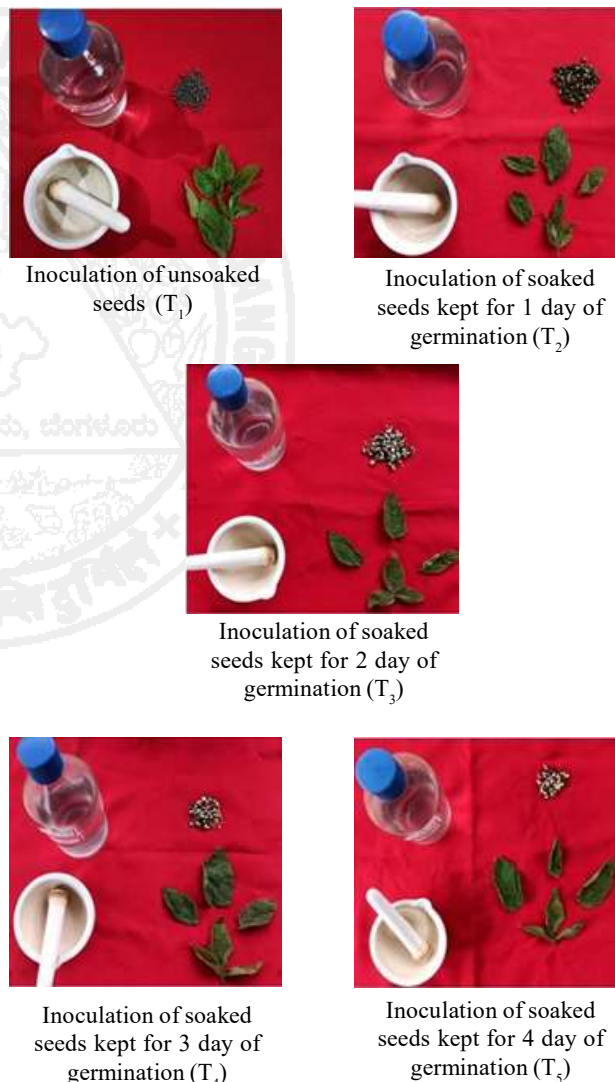 Inoculation of unsoaked
seeds (T₁)
Inoculation of soaked
seeds kept for 1 day of
germination (T₂)
ರು, ಬೆಂಗಳೂರು
Inoculation of soaked
seeds kept for 2 day of
germination (T₃)
Inoculation of soaked
seeds kept for 3 day of
germination (T₄)
Inoculation of soaked
seeds kept for 4 day of
germination (T₅)